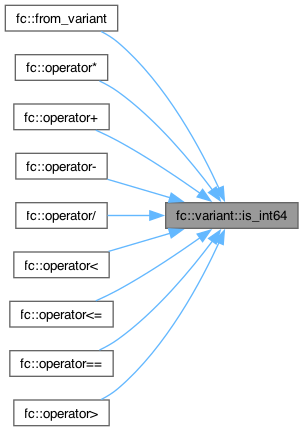 fc::from_variant
fc::operator*
fc::operator+
fc::operator-
fc::operator/
fc::variant::is_int64
fc::operator<
fc::operator<=
fc::operator==
fc::operator>